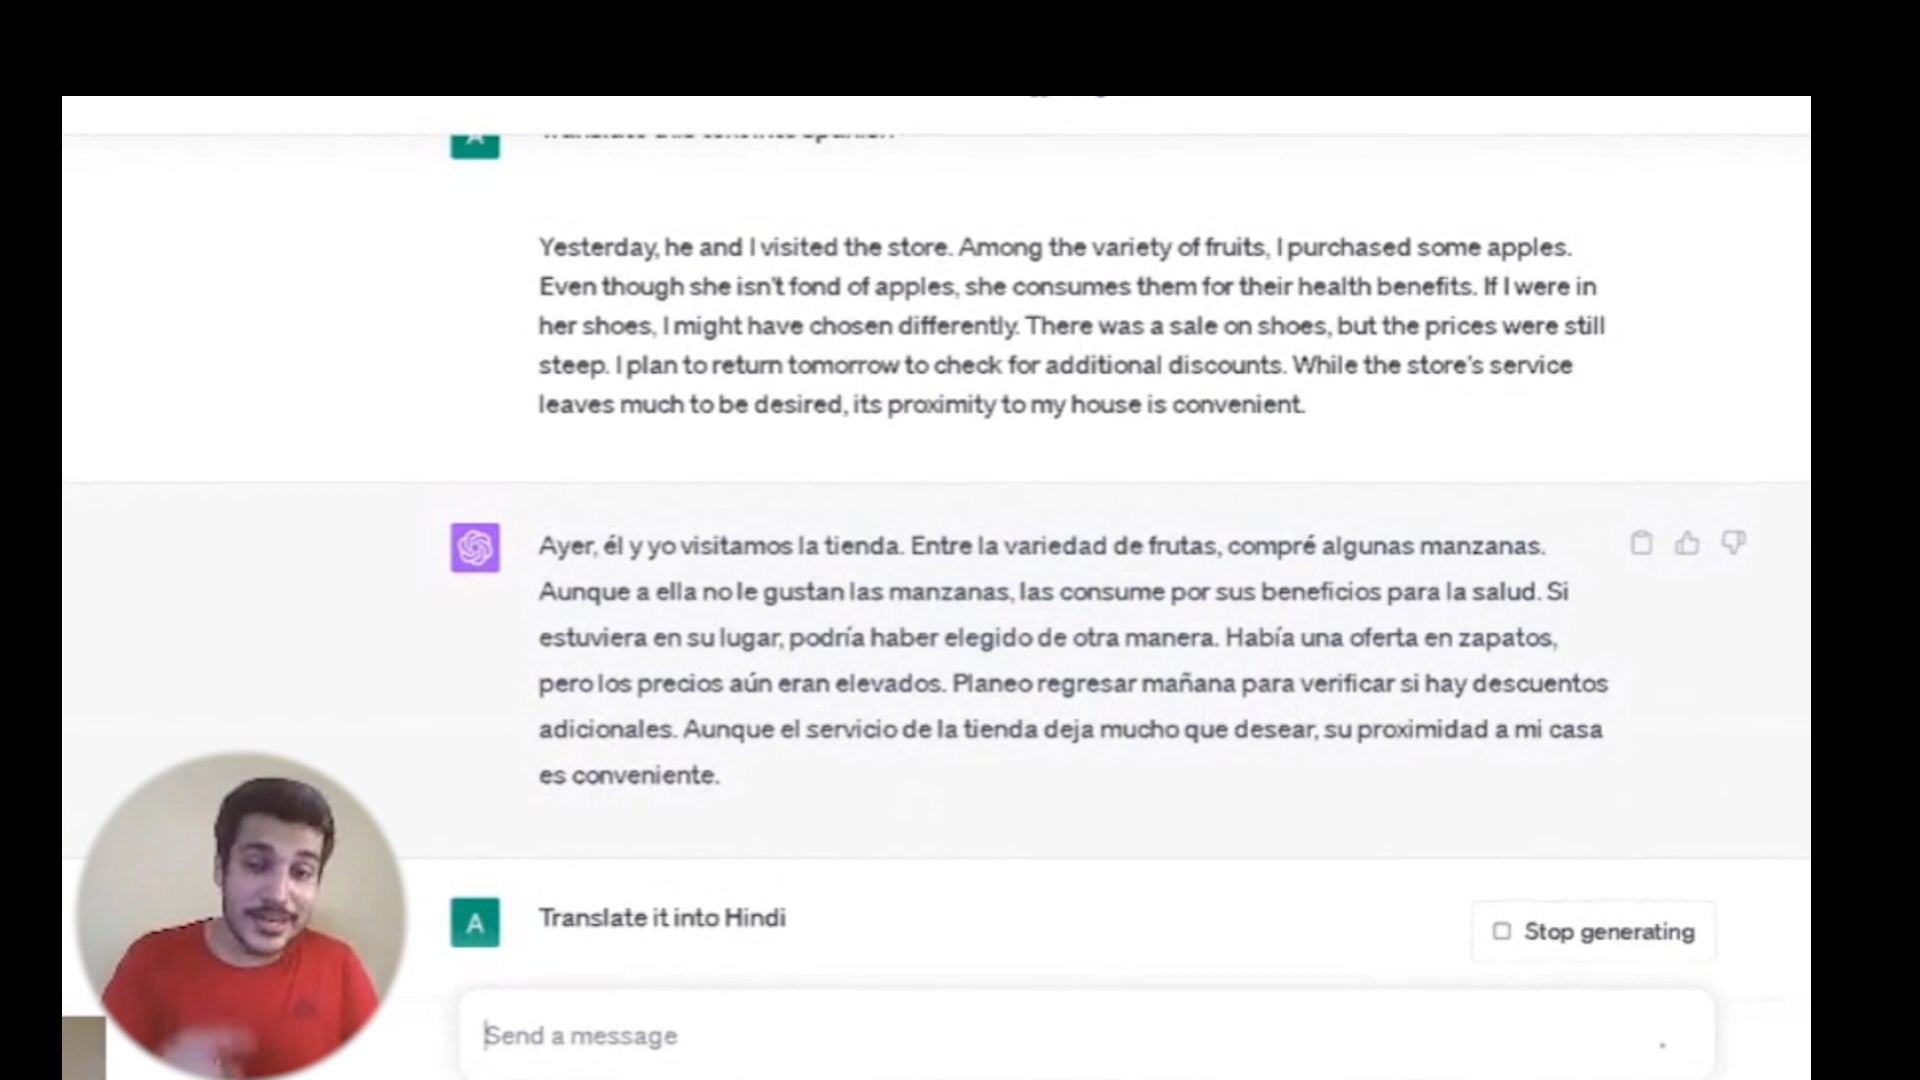 A
Translate this text into Spanish
Yesterday, he and I visited the store. Among the variety of fruits, I purchased some apples.
Even though she isn't fond of apples, she consumes them for their health benefits. If I were in
her shoes, I might have chosen differently. There was a sale on shoes, but the prices were still
steep. I plan to return tomorrow to check for additional discounts. While the store's service
leaves much to be desired, its proximity to my house is convenient.
Ayer, él y yo visitamos la tienda. Entre la variedad de frutas, compré algunas manzanas.
Aunque a ella no le gustan las manzanas, las consume por sus beneficios para la salud. Si
estuviera en su lugar, podría haber elegido de otra manera. Había una oferta en zapatos,
pero los precios aún eran elevados. Planeo regresar mañana para verificar si hay descuentos
adicionales. Aunque el servicio de la tienda deja mucho que desear, su proximidad a mi casa
es conveniente.
A
Translate it into Hindi
Stop generating
Send a message